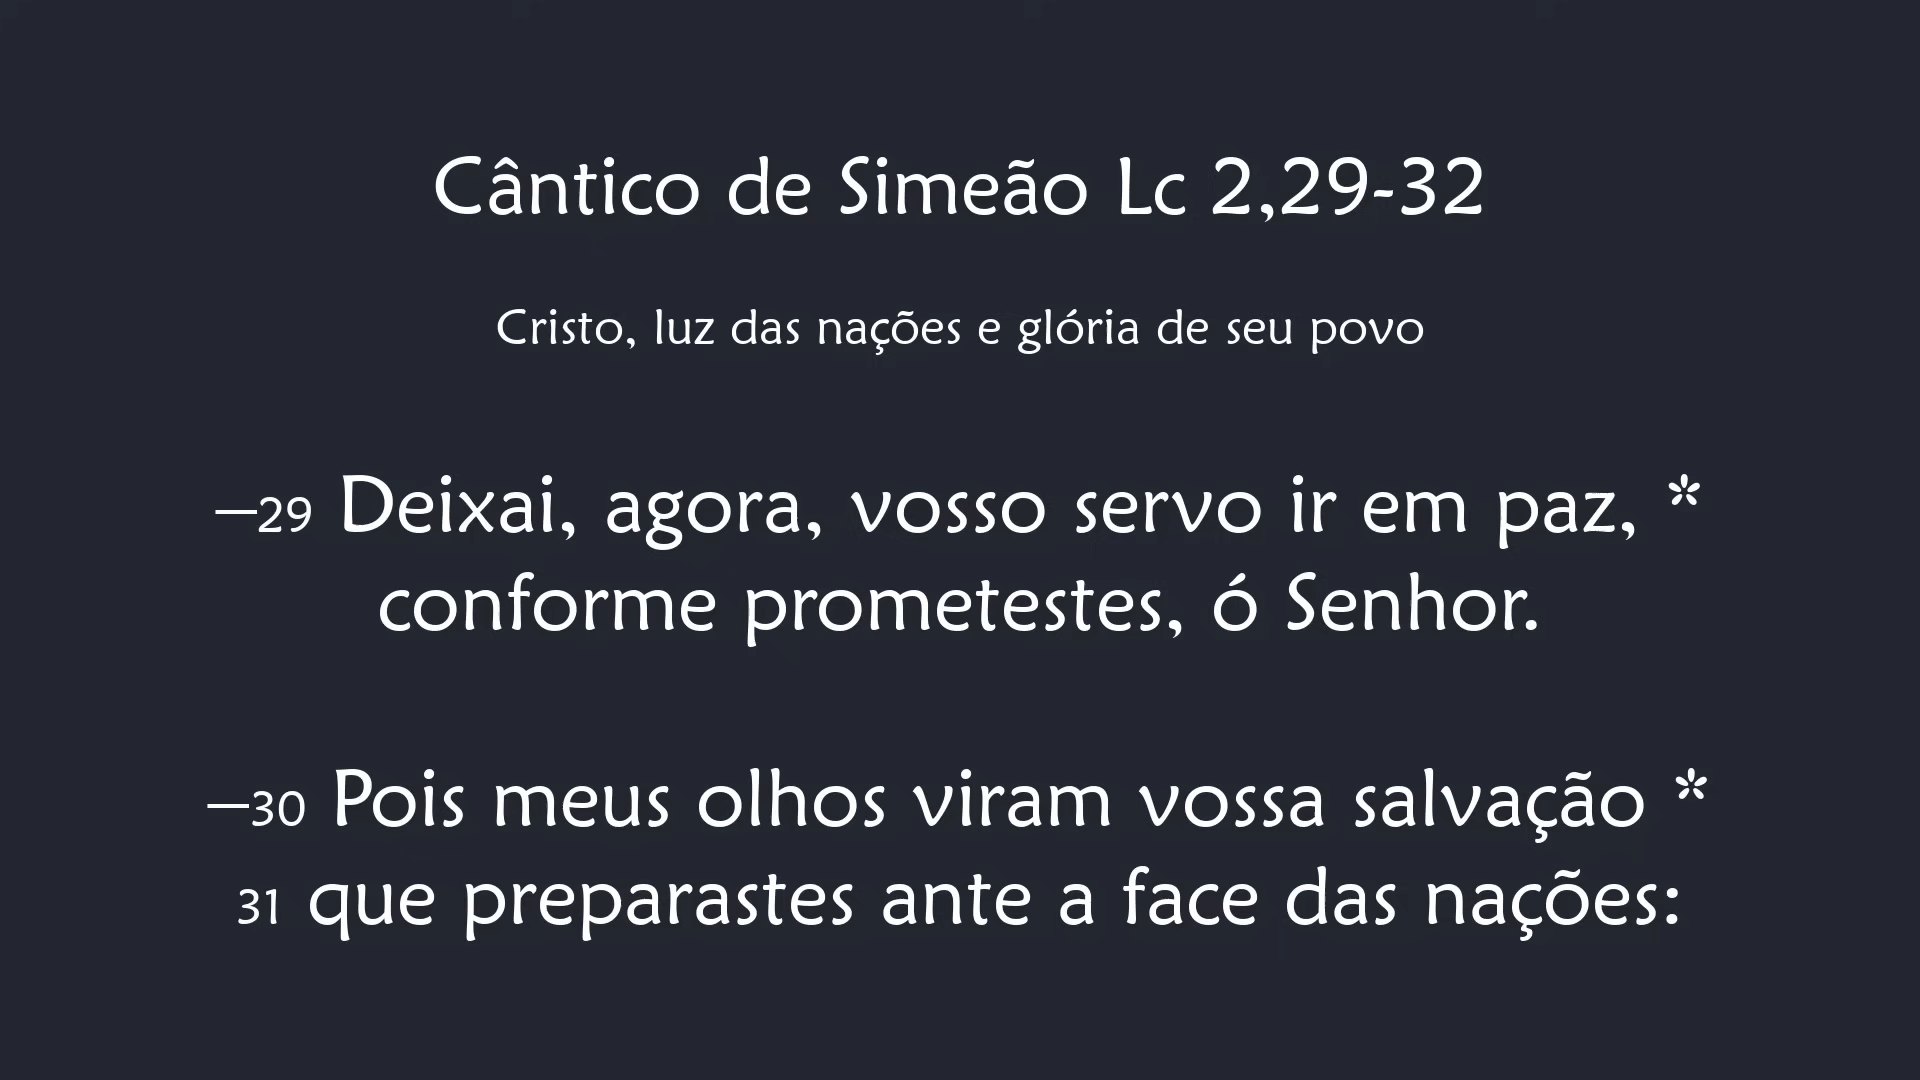 Cântico de Simeão Lc 2,29-32
Cristo, luz das nações e glória de seu povo
—29 Deixai, agora, vosso servo ir em paz, *
conforme prometestes, ó Senhor.
—30 Pois meus olhos viram vossa salvação *
31 que preparastes ante a face das nações: